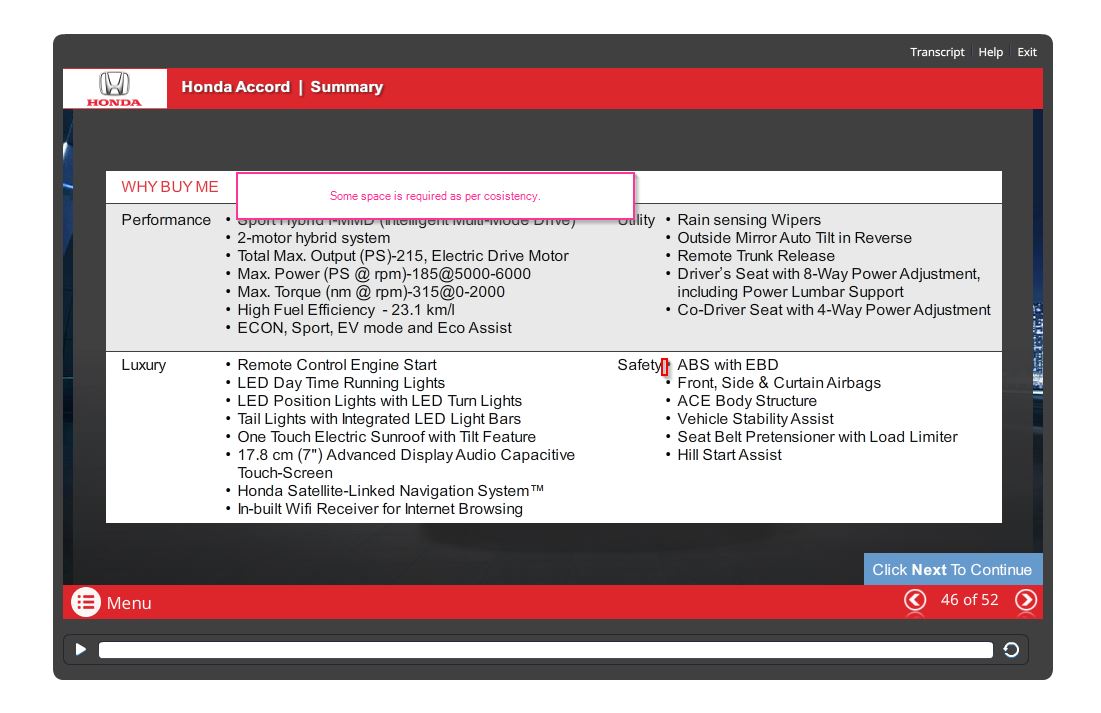 Transcript Help Exit
HONDA
Honda Accord | Summary
WHY BUY ME
Some space is required as per cosistency.
Performance
• Sport Hybrid i-MMD (Intelligent Multi-Mode Drive)
• 2-motor hybrid system
• Total Max. Output (PS)-215, Electric Drive Motor
• Max. Power (PS @ rpm)-185@5000-6000
• Max. Torque (nm @ rpm)-315@0-2000
• High Fuel Efficiency - 23.1 km/l
• ECON, Sport, EV mode and Eco Assist
Utility
• Rain sensing Wipers
• Outside Mirror Auto Tilt in Reverse
• Remote Trunk Release
• Driver's Seat with 8-Way Power Adjustment,
including Power Lumbar Support
• Co-Driver Seat with 4-Way Power Adjustment
Luxury
• Remote Control Engine Start
• LED Day Time Running Lights
• LED Position Lights with LED Turn Lights
• Tail Lights with Integrated LED Light Bars
• One Touch Electric Sunroof with Tilt Feature
• 17.8 cm (7") Advanced Display Audio Capacitive
Touch-Screen
• Honda Satellite-Linked Navigation System™
• In-built Wifi Receiver for Internet Browsing
Safety
• ABS with EBD
• Front, Side & Curtain Airbags
• ACE Body Structure
• Vehicle Stability Assist
• Seat Belt Pretensioner with Load Limiter
• Hill Start Assist
Click Next To Continue
Menu
46 of 52